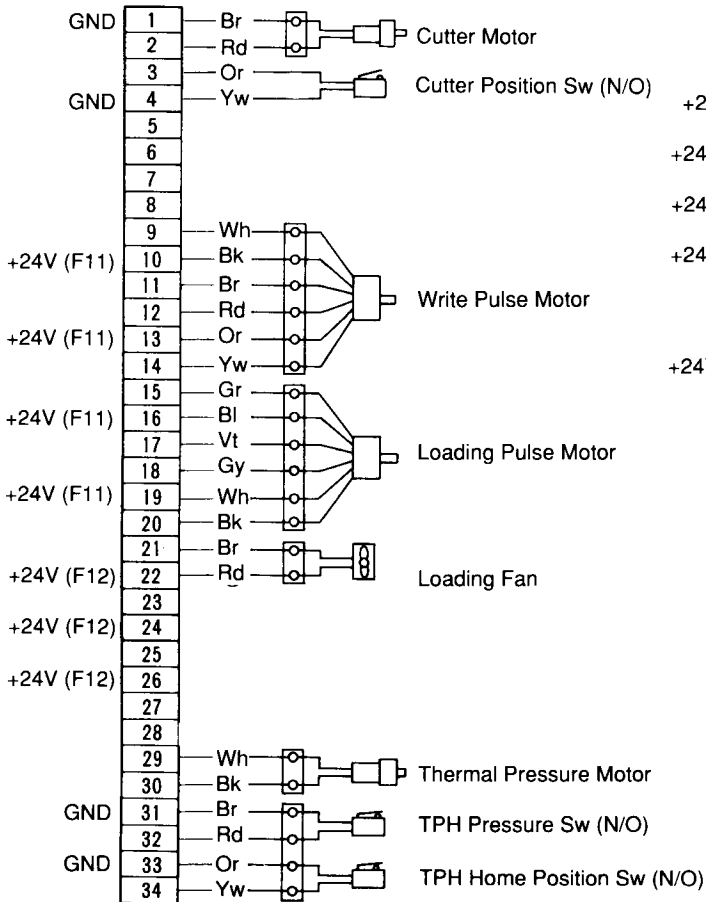 GND 1 Br
2 Rd Cutter Motor
3 Or
GND 4 Yw Cutter Position Sw (N/O)
+2
5
6 +24
7
8 +24
9 Wh
+24V (F11) 10 Bk +24
11 Br
12 Rd Write Pulse Motor
+24V (F11) 13 Or
14 Yw +24
15 Gr
+24V (F11) 16 Bl
17 Vt Loading Pulse Motor
18 Gy
+24V (F11) 19 Wh
20 Bk
21 Br
+24V (F12) 22 Rd Loading Fan
23
+24V (F12) 24
25
+24V (F12) 26
27
28
29 Wh
30 Bk Thermal Pressure Motor
GND 31 Br
32 Rd TPH Pressure Sw (N/O)
GND 33 Or
34 Yw TPH Home Position Sw (N/O)